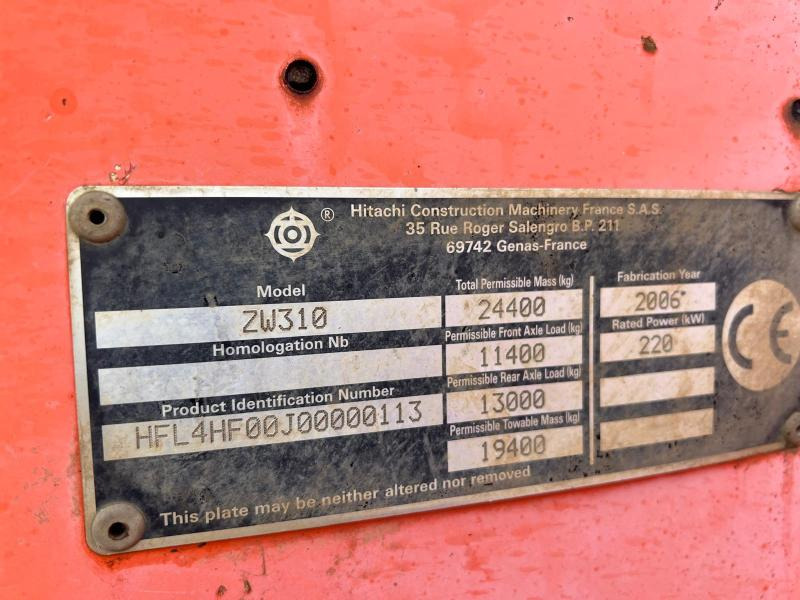 ®
Hitachi Construction Machinery France S.A.S.
35 Rue Roger Salengro B.P. 211
69742 Genas-France
Model
ZW310
Homologation Nb
Product Identification Number
HFL4HF00J00000113
Total Permissible Mass (kg)
24400
Permissible Front Axle Load (kg)
11400
Permissible Rear Axle Load (kg)
13000
Permissible Towable Mass (kg)
19400
Fabrication Year
2006
Rated Power (kW)
220
CE
This plate may be neither altered nor removed